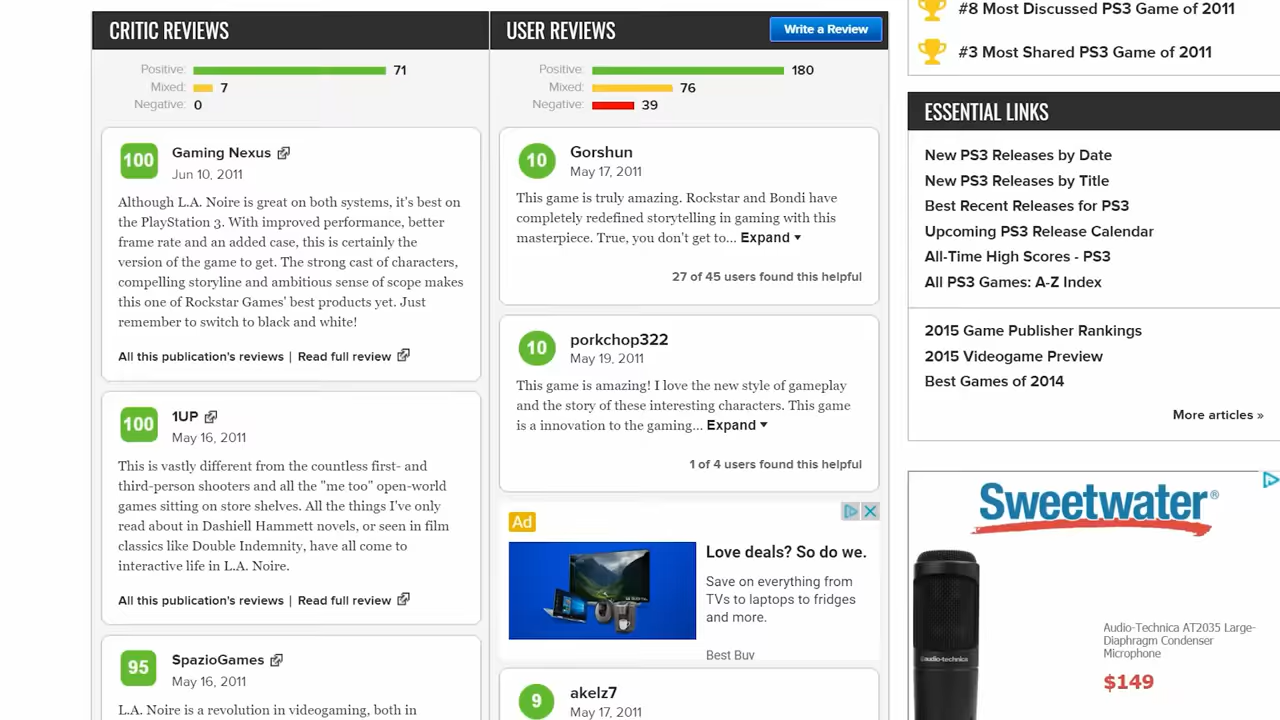 CRITIC REVIEWS
Positive: 71
Mixed: 7
Negative: 0
100 Gaming Nexus
Jun 10, 2011
Although L.A. Noire is great on both systems, it's best on
the PlayStation 3. With improved performance, better
frame rate and an added case, this is certainly the
version of the game to get. The strong cast of characters,
compelling storyline and ambitious sense of scope makes
this one of Rockstar Games' best products yet. Just
remember to switch to black and white!
All this publication's reviews | Read full review
100 1UP
May 16, 2011
This is vastly different from the countless first- and
third-person shooters and all the "me too" open-world
games sitting on store shelves. All the things I've only
read about in Dashiell Hammett novels, or seen in film
classics like Double Indemnity, have all come to
interactive life in L.A. Noire.
All this publication's reviews | Read full review
95 SpazioGames
May 16, 2011
L.A. Noire is a revolution in videogaming, both in
USER REVIEWS
Write a Review
Positive: 180
Mixed: 76
Negative: 39
10 Gorshun
May 17, 2011
This game is truly amazing. Rockstar and Bondi have
completely redefined storytelling in gaming with this
masterpiece. True, you don't get to... Expand
27 of 45 users found this helpful
10 porkchop322
May 19, 2011
This game is amazing! I love the new style of gameplay
and the story of these interesting characters. This game
is a innovation to the gaming... Expand
1 of 4 users found this helpful
Ad
Love deals? So do we.
Save on everything from
TVs to laptops to fridges
and more.
Best Buy
9 akelz7
May 17, 2011
#8 Most Discussed PS3 Game of 2011
#3 Most Shared PS3 Game of 2011
ESSENTIAL LINKS
New PS3 Releases by Date
New PS3 Releases by Title
Best Recent Releases for PS3
Upcoming PS3 Release Calendar
All-Time High Scores - PS3
All PS3 Games: A-Z Index
2015 Game Publisher Rankings
2015 Videogame Preview
Best Games of 2014
More articles »
Sweetwater®
audio-technica
Audio-Technica AT2035 Large-
Diaphragm Condenser
Microphone
$149